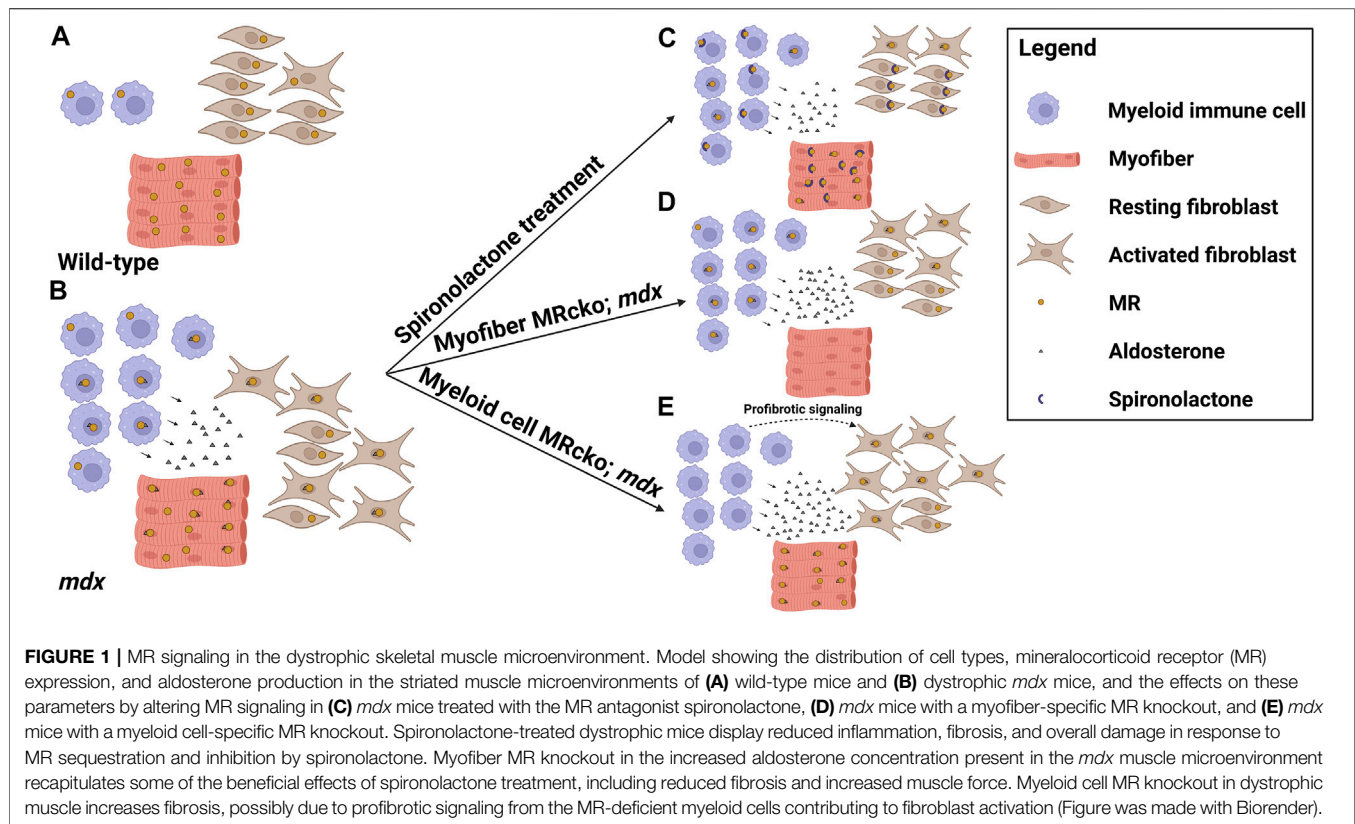 A
Wild-type
B
mdx
Spironolactone treatment
Myofiber MRcko; mdx
Myeloid cell MRcko; mdx
C
D
E
Profibrotic signaling
Legend
Myeloid immune cell
Myofiber
Resting fibroblast
Activated fibroblast
MR
Aldosterone
Spironolactone
FIGURE 1 | MR signaling in the dystrophic skeletal muscle microenvironment. Model showing the distribution of cell types, mineralocorticoid receptor (MR)
expression, and aldosterone production in the striated muscle microenvironments of (A) wild-type mice and (B) dystrophic mdx mice, and the effects on these
parameters by altering MR signaling in (C) mdx mice treated with the MR antagonist spironolactone, (D) mdx mice with a myofiber-specific MR knockout, and (E) mdx
mice with a myeloid cell-specific MR knockout. Spironolactone-treated dystrophic mice display reduced inflammation, fibrosis, and overall damage in response to
MR sequestration and inhibition by spironolactone. Myofiber MR knockout in the increased aldosterone concentration present in the mdx muscle microenvironment
recapitulates some of the beneficial effects of spironolactone treatment, including reduced fibrosis and increased muscle force. Myeloid cell MR knockout in dystrophic
muscle increases fibrosis, possibly due to profibrotic signaling from the MR-deficient myeloid cells contributing to fibroblast activation (Figure was made with Biorender).